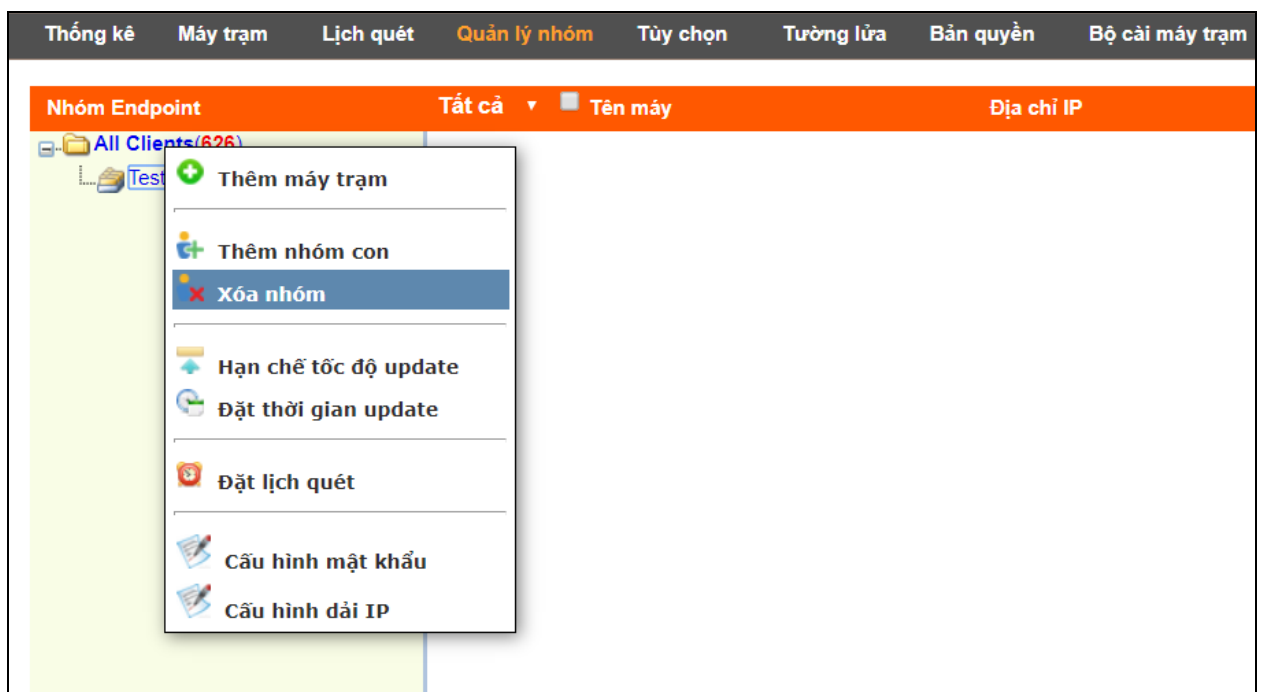 Thống kê Máy trạm Lịch quét Quản lý nhóm Tùy chọn Tường lửa Bản quyền Bộ cài máy trạm
Nhóm Endpoint Tất cả ▼ Tên máy Địa chỉ IP
All Clients(626)
Test
Thêm máy trạm
Thêm nhóm con
Xóa nhóm
Hạn chế tốc độ update
Đặt thời gian update
Đặt lịch quét
Cấu hình mật khẩu
Cấu hình dải IP